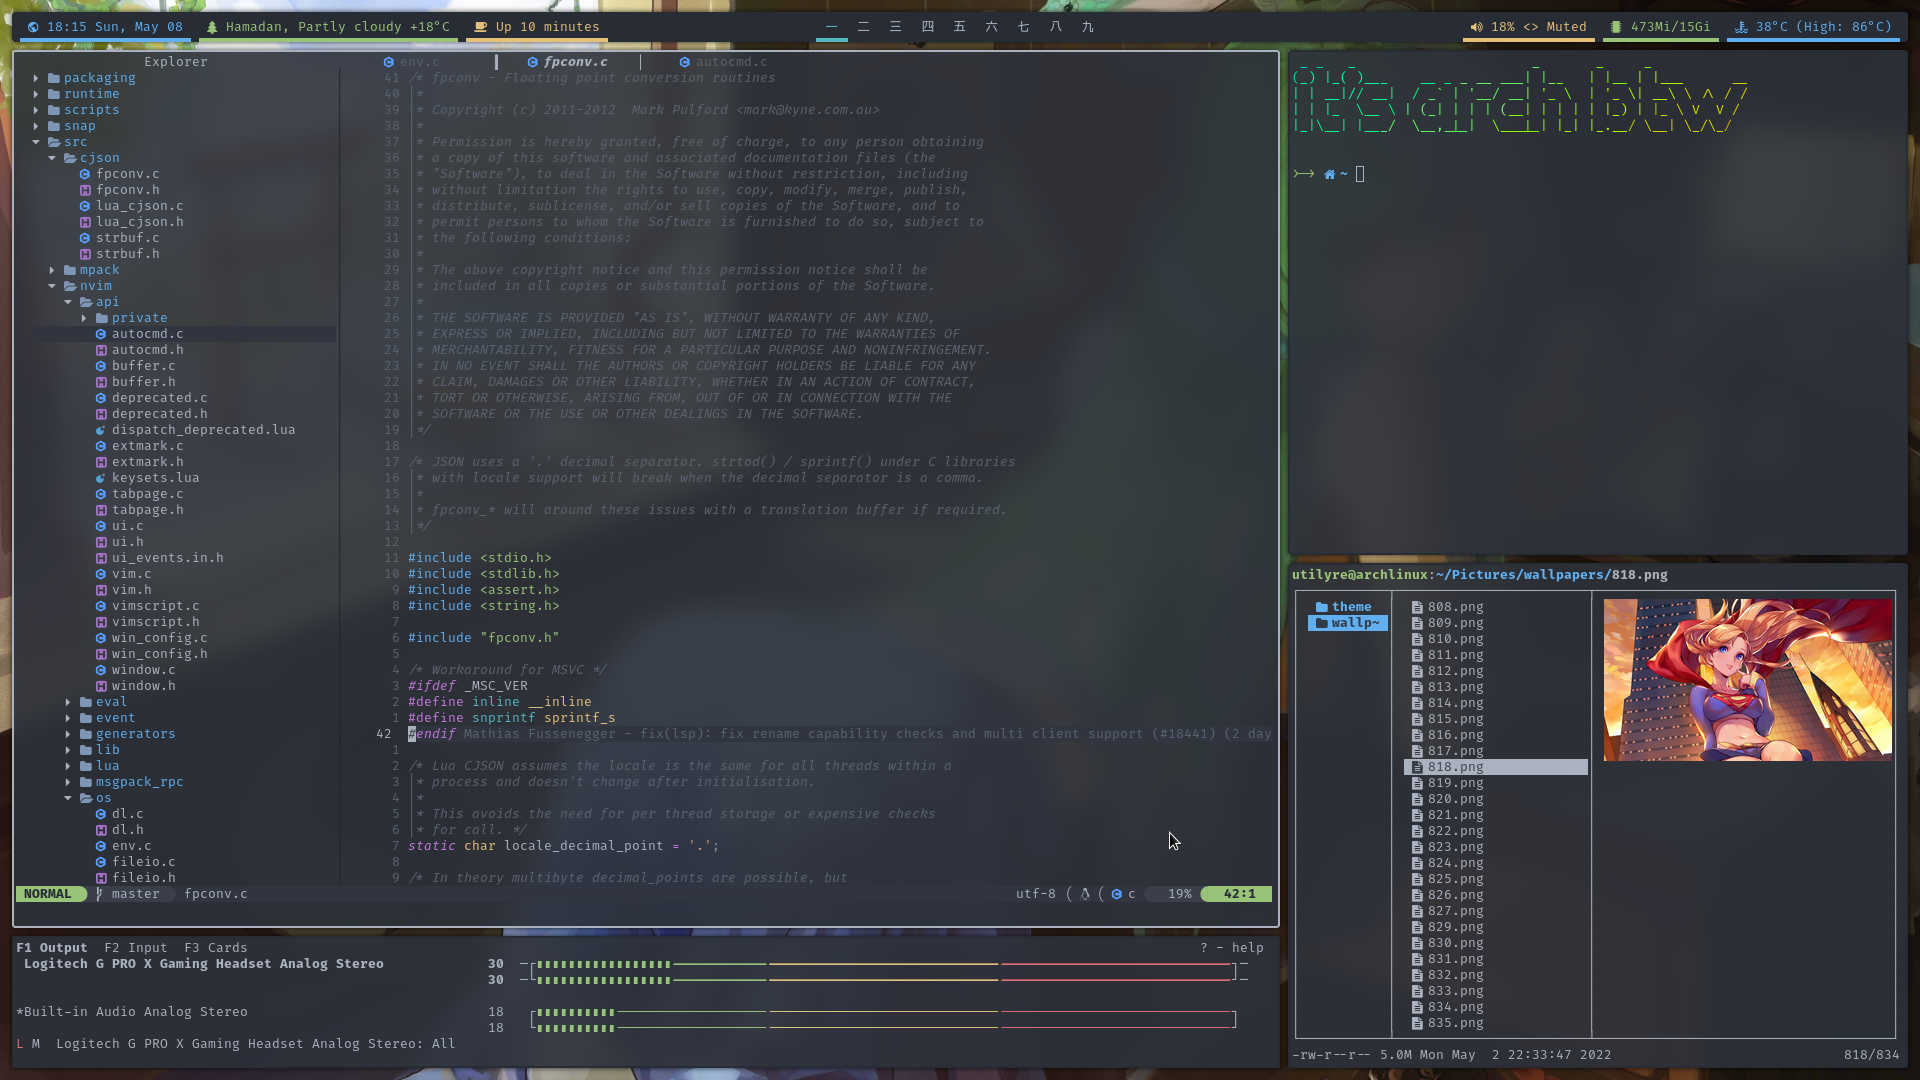 18:15 Sun, May 08
Hamadan, Partly cloudy +18°C
Up 10 minutes
一 二 三 四 五 六 七 八 九
18% <> Muted
473Mi/15Gi
38°C (High: 86°C)
Explorer
packaging
runtime
scripts
snap
src
cjson
fpconv.c
fpconv.h
lua_cjson.c
lua_cjson.h
strbuf.c
strbuf.h
mpack
nvim
api
private
autocmd.c
autocmd.h
buffer.c
buffer.h
deprecated.c
deprecated.h
dispatch_deprecated.lua
extmark.c
extmark.h
keysets.lua
tabpage.c
tabpage.h
ui.c
ui.h
ui_events.in.h
vim.c
vim.h
vimscript.c
vimscript.h
win_config.c
win_config.h
window.c
window.h
eval
event
generators
lib
lua
msgpack_rpc
os
dl.c
dl.h
env.c
fileio.c
fileio.h
env.c fpconv.c autocmd.c
41 /* fpconv - Floating point conversion routines
40 *
39 * Copyright (c) 2011-2012  Mark Pulford <mark@kyne.com.au>
38 *
37 * Permission is hereby granted, free of charge, to any person obtaining
36 * a copy of this software and associated documentation files (the
35 * "Software"), to deal in the Software without restriction, including
34 * without limitation the rights to use, copy, modify, merge, publish,
33 * distribute, sublicense, and/or sell copies of the Software, and to
32 * permit persons to whom the Software is furnished to do so, subject to
31 * the following conditions:
30 *
29 * The above copyright notice and this permission notice shall be
28 * included in all copies or substantial portions of the Software.
27 *
26 * THE SOFTWARE IS PROVIDED "AS IS", WITHOUT WARRANTY OF ANY KIND,
25 * EXPRESS OR IMPLIED, INCLUDING BUT NOT LIMITED TO THE WARRANTIES OF
24 * MERCHANTABILITY, FITNESS FOR A PARTICULAR PURPOSE AND NONINFRINGEMENT.
23 * IN NO EVENT SHALL THE AUTHORS OR COPYRIGHT HOLDERS BE LIABLE FOR ANY
22 * CLAIM, DAMAGES OR OTHER LIABILITY, WHETHER IN AN ACTION OF CONTRACT,
21 * TORT OR OTHERWISE, ARISING FROM, OUT OF OR IN CONNECTION WITH THE
20 * SOFTWARE OR THE USE OR OTHER DEALINGS IN THE SOFTWARE.
19 */
18
17 /* JSON uses a '.' decimal separator. strtod() / sprintf() under C libraries
16 * with locale support will break when the decimal separator is a comma.
15 *
14 * fpconv_* will around these issues with a translation buffer if required.
13 */
12
11 #include <stdio.h>
10 #include <stdlib.h>
9 #include <assert.h>
8 #include <string.h>
7
6 #include "fpconv.h"
5
4 /* Workaround for MSVC */
3 #ifdef _MSC_VER
2 #define inline __inline
1 #define snprintf sprintf_s
42 #endif Mathias Fussenegger - fix(lsp): fix rename capability checks and multi client support (#18441) (2 day
1
2 /* Lua CJSON assumes the locale is the same for all threads within a
3 * process and doesn't change after initialisation.
4 *
5 * This avoids the need for per thread storage or expensive checks
6 * for call. */
7 static char locale_decimal_point = '.';
8
9 /* In theory multibyte decimal_points are possible, but
NORMAL master fpconv.c utf-8 ( ( c 19% 42:1
F1 Output F2 Input F3 Cards ? - help
Logitech G PRO X Gaming Headset Analog Stereo 30
30
*Built-in Audio Analog Stereo 18
18
L M Logitech G PRO X Gaming Headset Analog Stereo: All
it's arch btw
~
utilyre@archlinux:~/Pictures/wallpapers/818.png
theme
wallp~
808.png
809.png
810.png
811.png
812.png
813.png
814.png
815.png
816.png
817.png
818.png
819.png
820.png
821.png
822.png
823.png
824.png
825.png
826.png
827.png
829.png
830.png
831.png
832.png
833.png
834.png
835.png
-rw-r--r-- 5.0M Mon May  2 22:33:47 2022 818/834